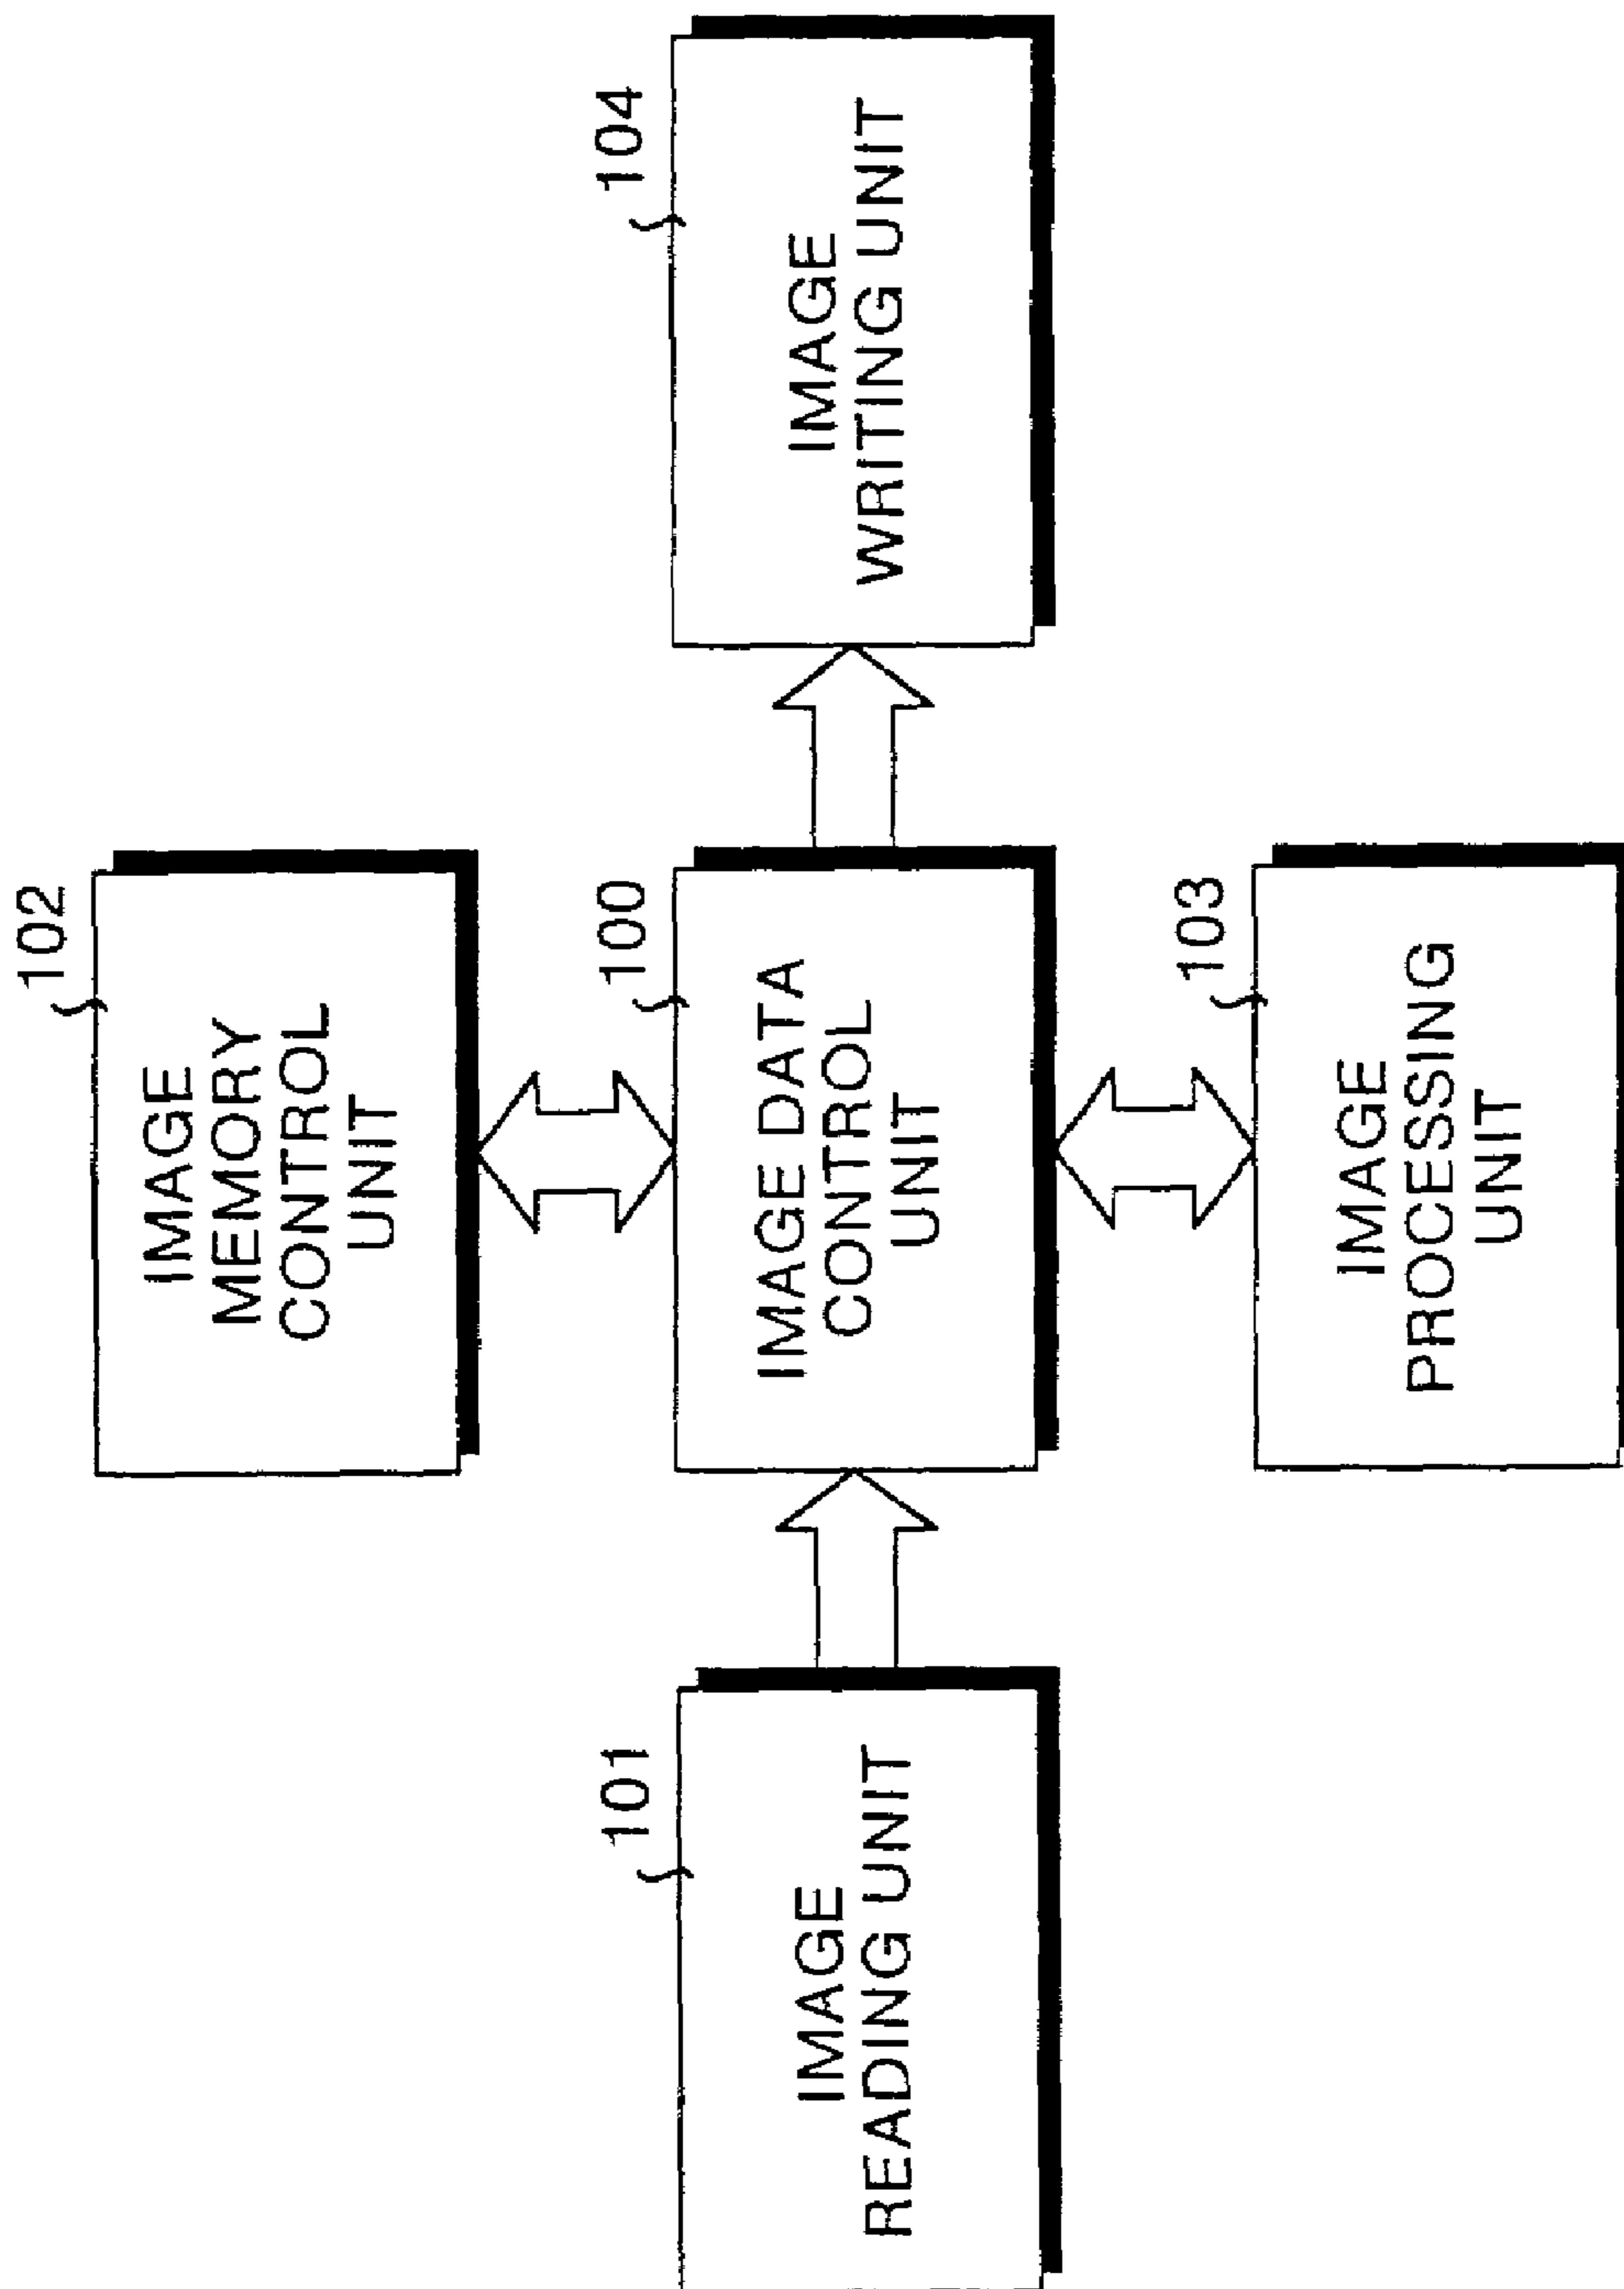 102
IMAGE
MEMORY
CONTROL
UNIT
101
IMAGE
READING UNIT
100
IMAGE DATA
CONTROL
UNIT
104
IMAGE
WRITING UNIT
103
IMAGE
PROCESSING
UNIT